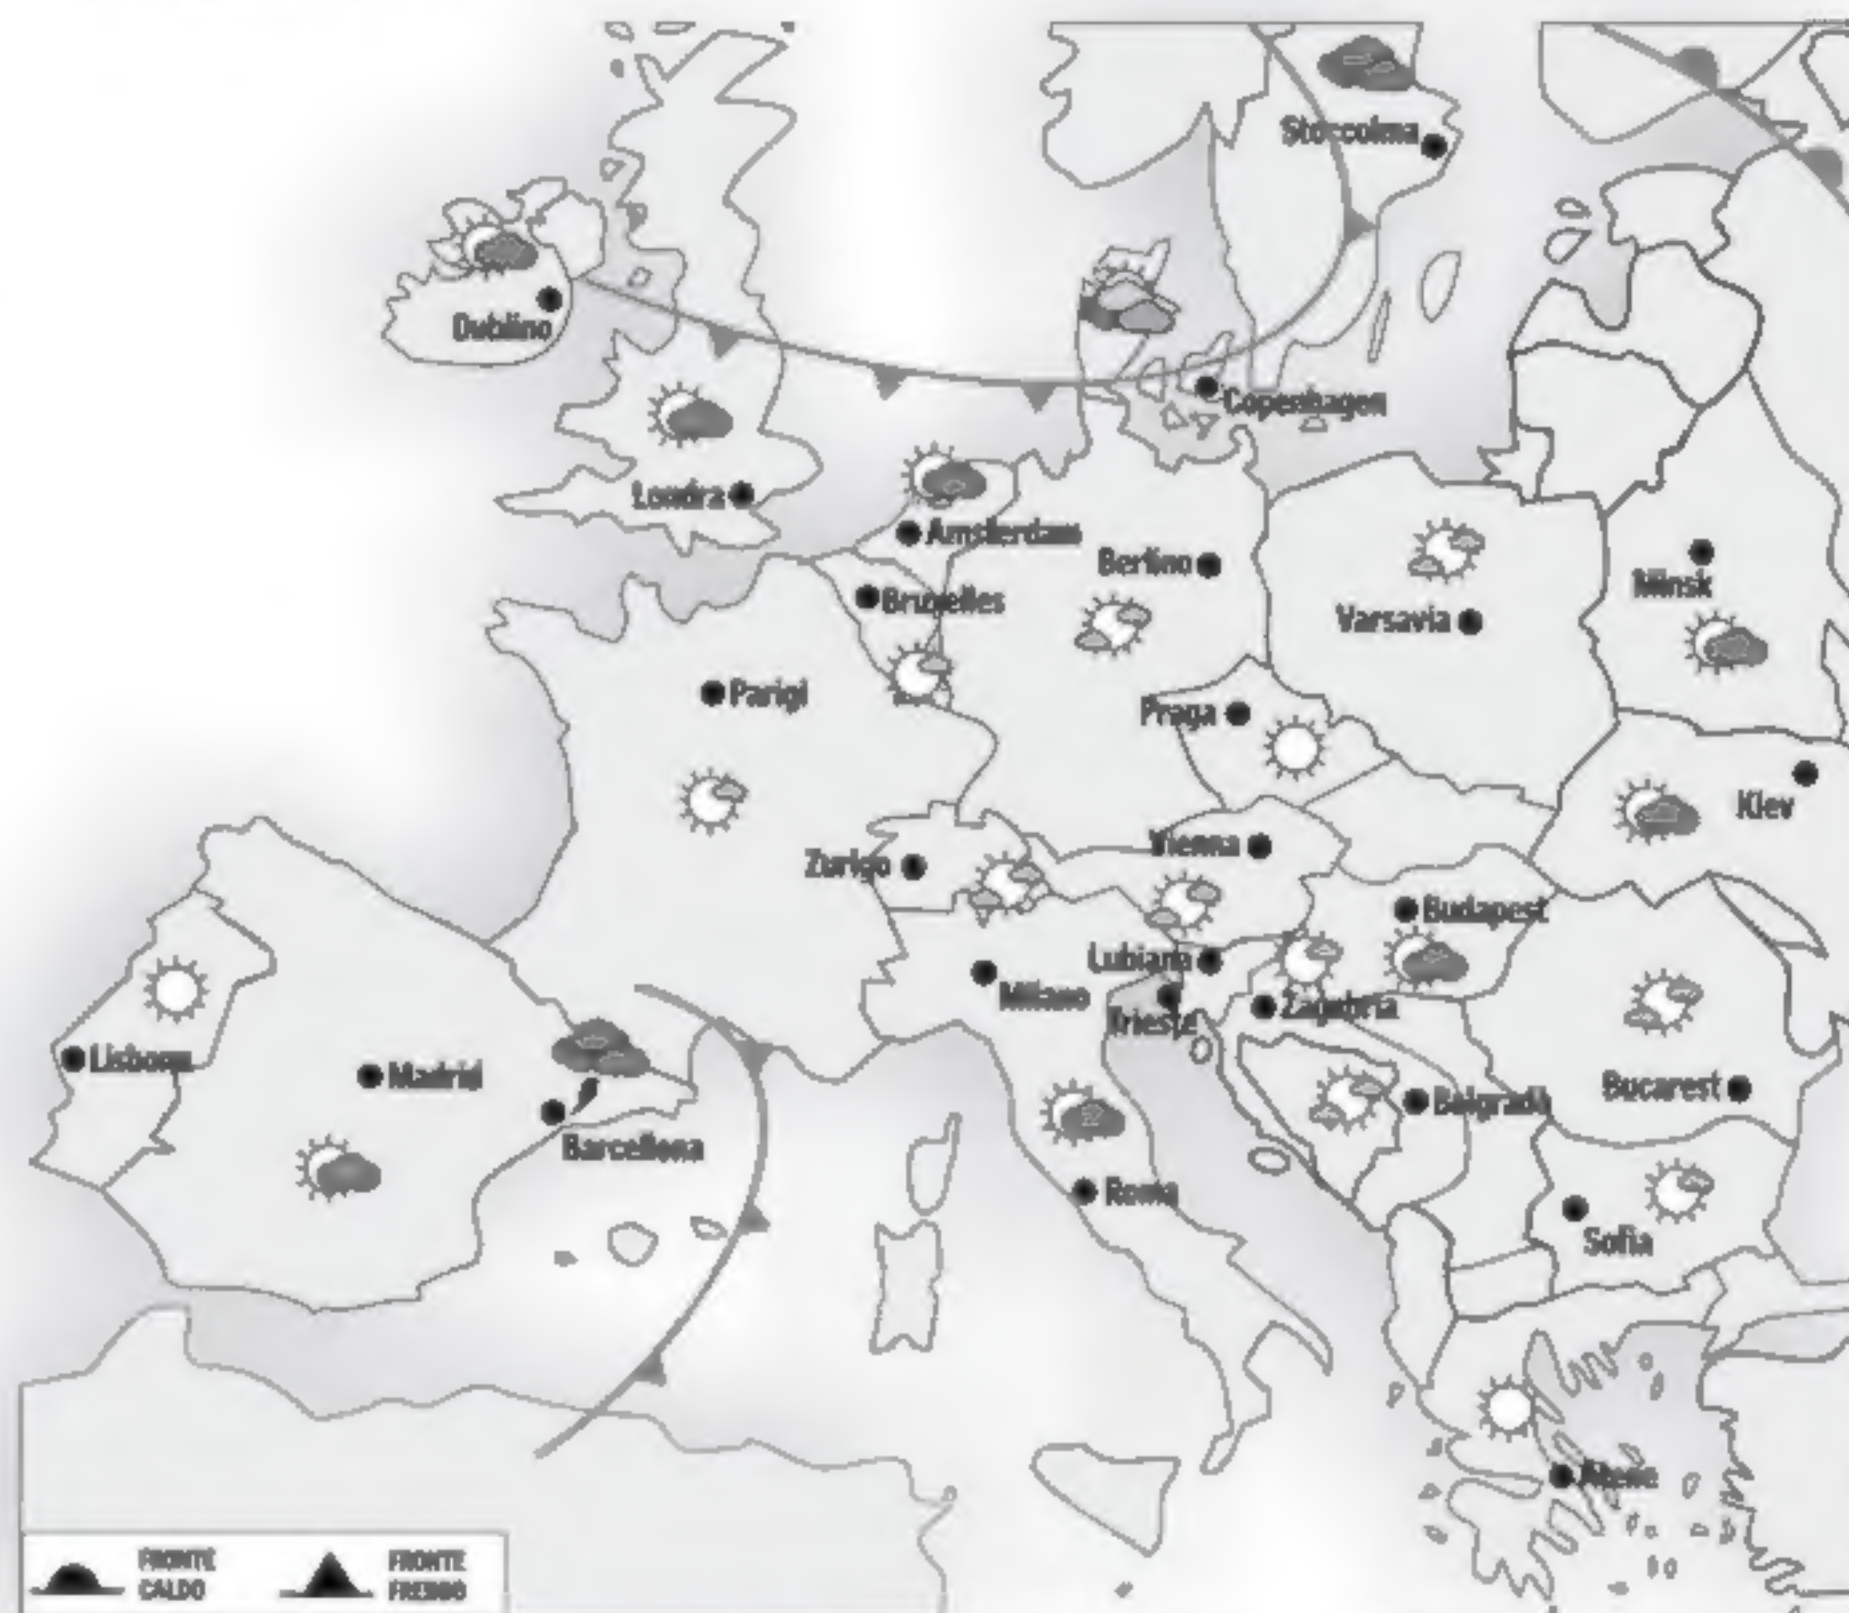 Stoccolma
Dublino
Copenhagen
Londra
Amsterdam
Berlino
Bruxelles
Minsk
Varsavia
Parigi
Praga
Kiev
Vienna
Zurigo
Budapest
Lubiana
Milano
Zagabria
Trieste
Lisbona
Madrid
Bucarest
Belgrado
Barcellona
Roma
Sofia
Atene
FRONTE
CALDO
FRONTE
FREDDO